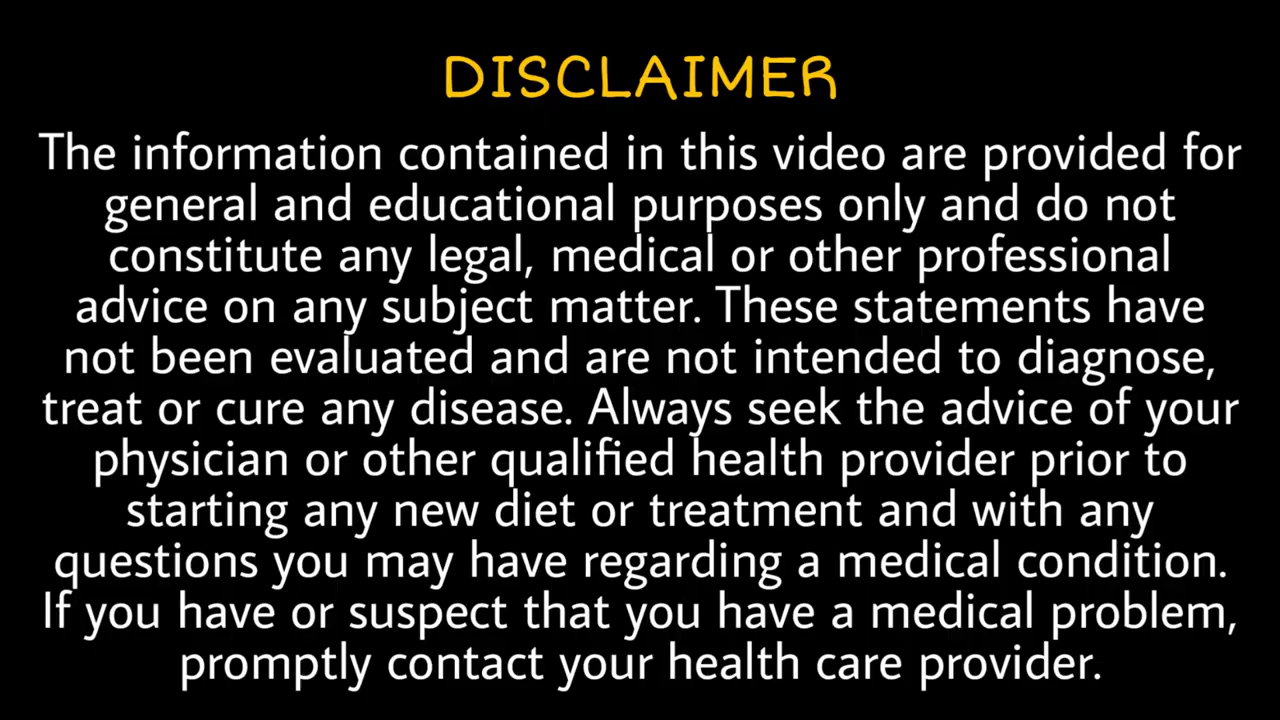 DISCLAIMER
The information contained in this video are provided for
general and educational purposes only and do not
constitute any legal, medical or other professional
advice on any subject matter. These statements have
not been evaluated and are not intended to diagnose,
treat or cure any disease. Always seek the advice of your
physician or other qualified health provider prior to
starting any new diet or treatment and with any
questions you may have regarding a medical condition.
If you have or suspect that you have a medical problem,
promptly contact your health care provider.